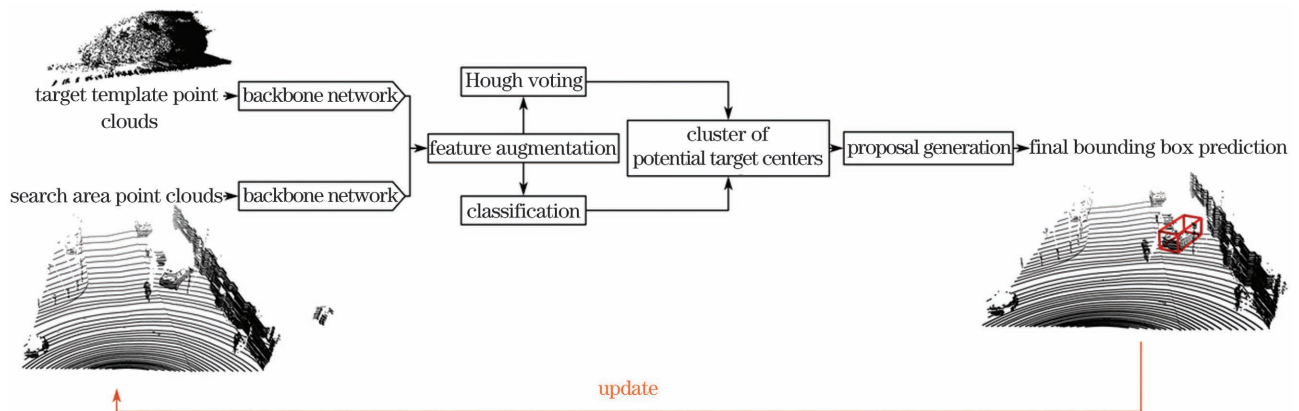 target template point
clouds
backbone network
search area point clouds
backbone network
feature augmentation
Hough voting
classification
cluster of
potential target centers
proposal generation
final bounding box prediction
update